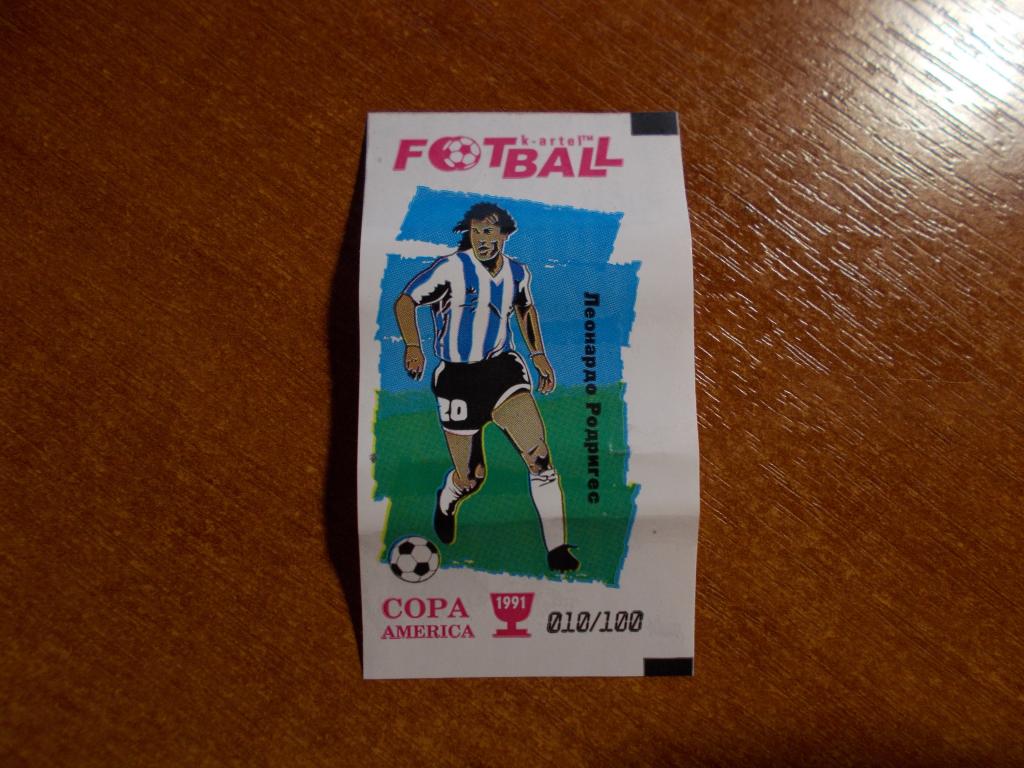 k-artel™
FOTBALL
Леонардо Родригес
20
COPA
AMERICA
1991
010/100